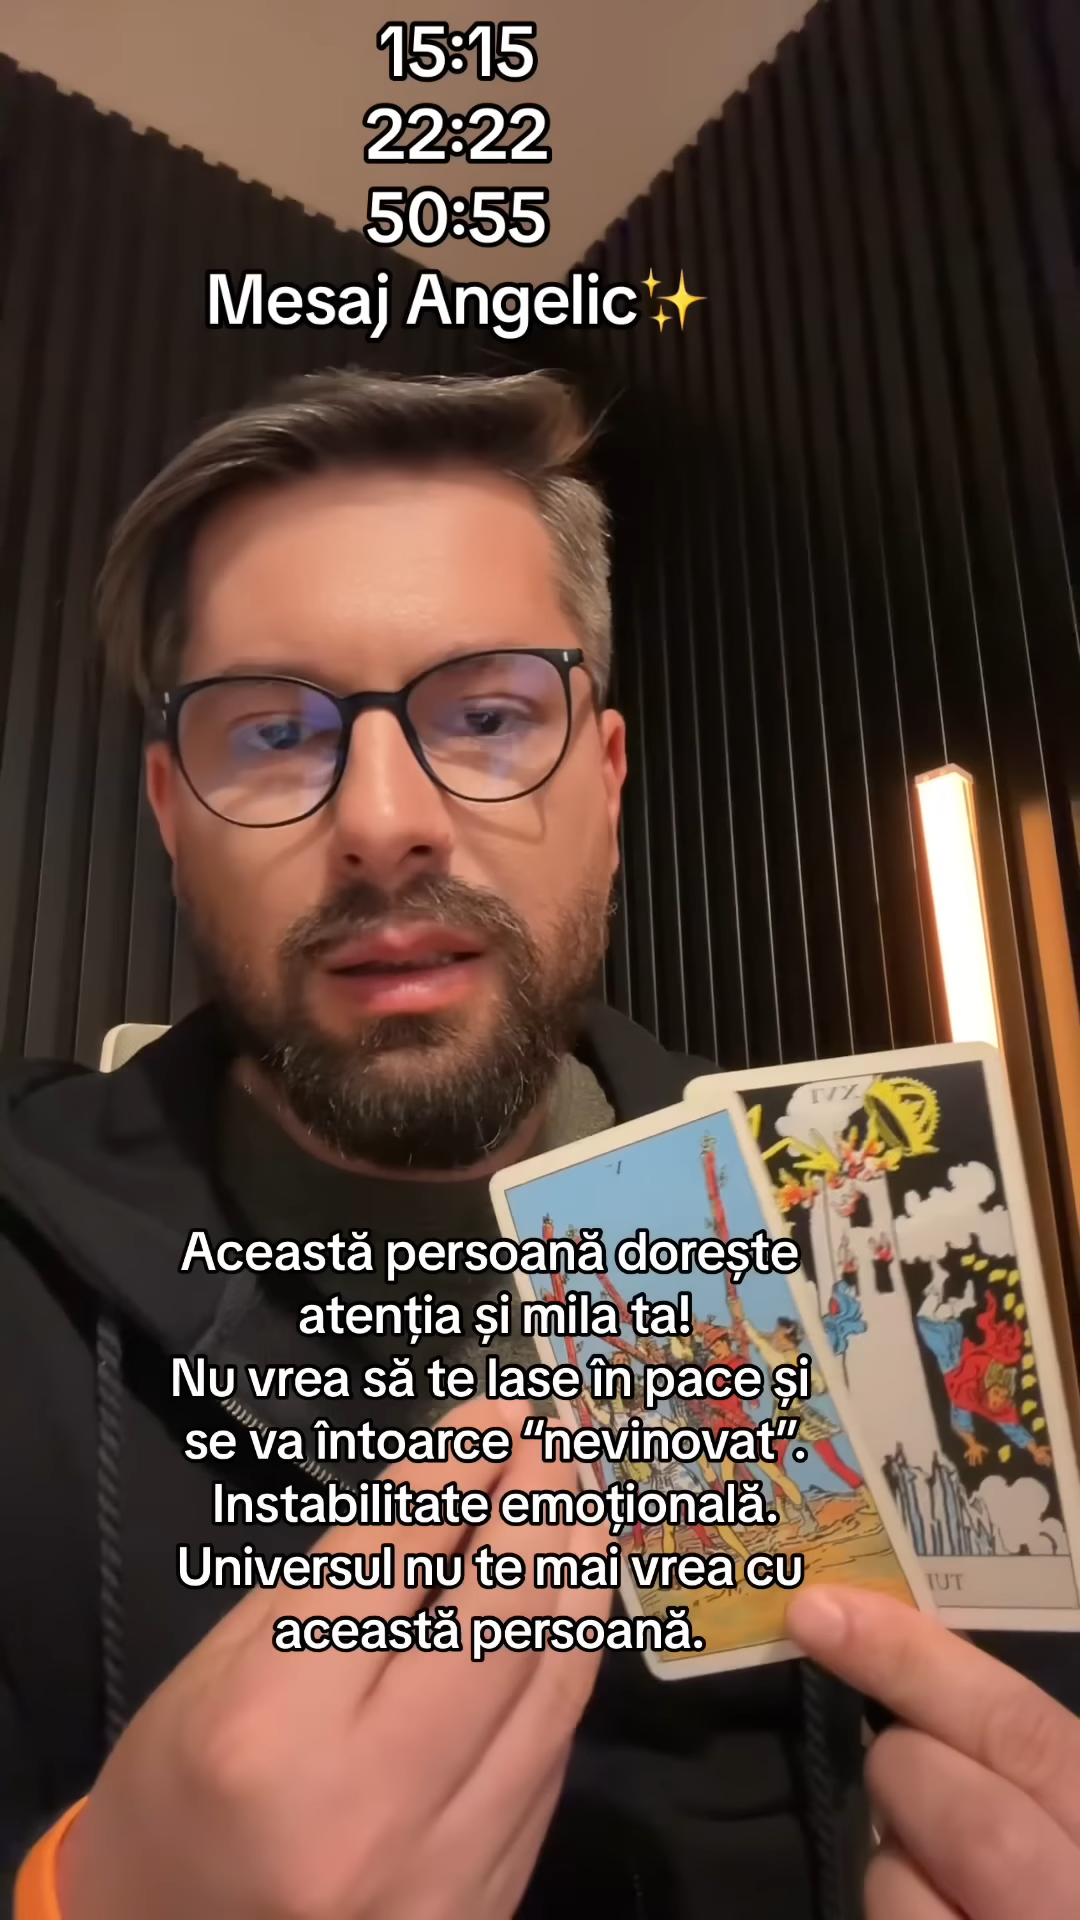 15:15
22:22
50:55
Mesaj Angelic✨
XVI
V
Această persoană dorește
atenția și mila ta!
Nu vrea să te lase în pace și
se va întoarce “nevinovat”.
Instabilitate emoțională.
Universul nu te mai vrea cu
această persoană.